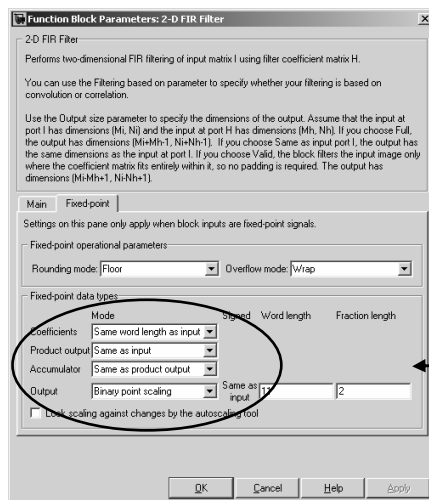 Function Block Parameters: 2-D FIR Filter
2-D FIR Filter
Performs two-dimensional FIR filtering of input matrix I using filter coefficient matrix H.
You can use the Filtering based on parameter to specify whether your filtering is based on
convolution or correlation.
Use the Output size parameter to specify the dimensions of the output. Assume that the input at
port I has dimensions (Mi, Ni) and the input at port H has dimensions (Mh, Nh). If you choose Full,
the output has dimensions (Mi+Mh-1, Ni+Nh-1). If you choose Same as input port I, the output has
the same dimensions as the input at port I. If you choose Valid, the block filters the input image only
where the coefficient matrix fits entirely within it, so no padding is required. The output has
dimensions (Mi-Mh+1, Ni-Nh+1).
Main Fixed-point
Settings on this pane only apply when block inputs are fixed-point signals.
Fixed-point operational parameters
Rounding mode: Floor Overflow mode: Wrap
Fixed-point data types
Mode Signed Word length Fraction length
Coefficients Same word length as input
Product output Same as input
Accumulator Same as product output
Output Binary point scaling Same as input 11 2
Lock scaling against changes by the autoscaling tool
OK Cancel Help Apply